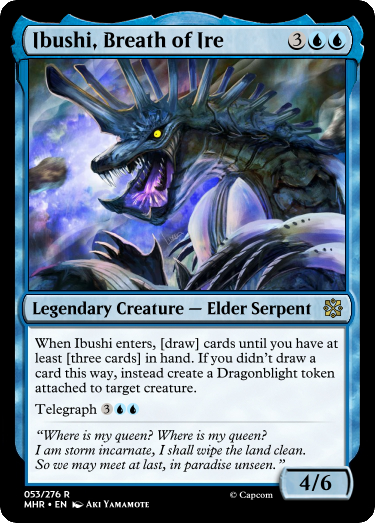 Ibushi, Breath of Ire 3
Legendary Creature — Elder Serpent
When Ibushi enters, [draw] cards until you have at
least [three cards] in hand. If you didn't draw a
card this way, instead create a Dragonblight token
attached to target creature.
Telegraph 3
“Where is my queen? Where is my queen?
I am storm incarnate, I shall wipe the land clean.
So we may meet at last, in paradise unseen.”
4/6
053/276 R
MHR • EN Aki Yamamote
© Capcom